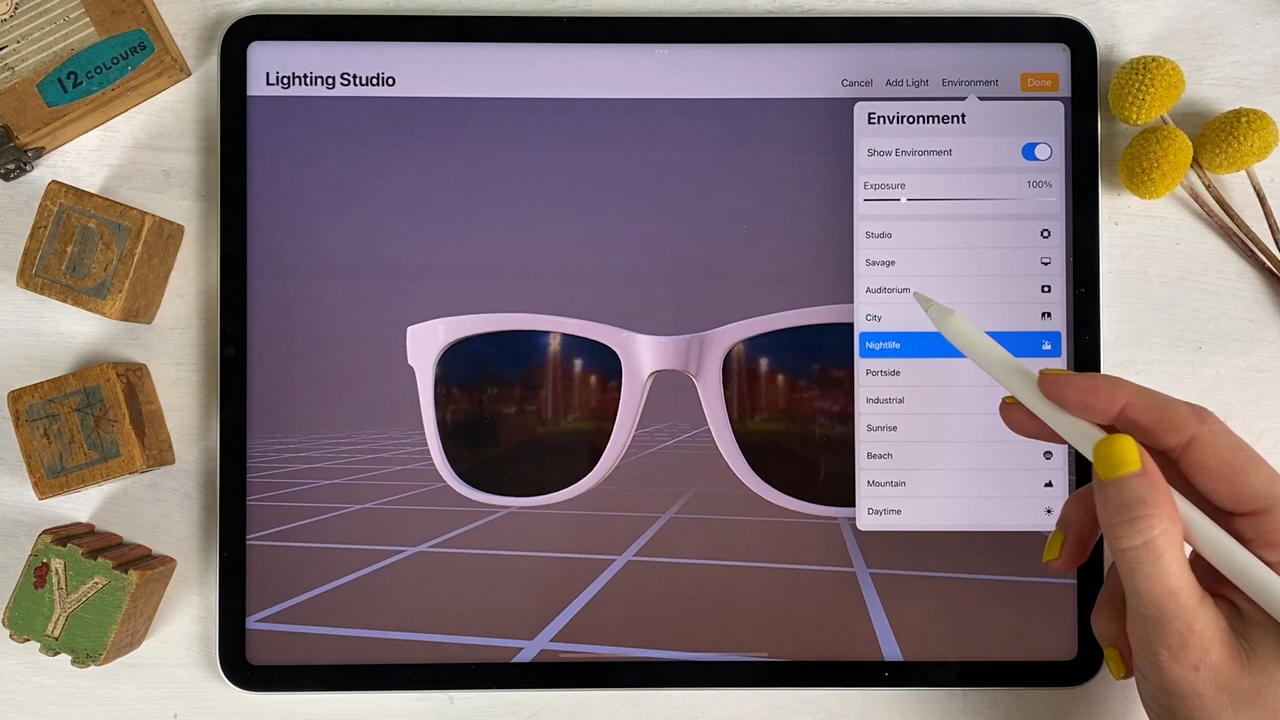 12 COLOURS
D
I
Y
Lighting Studio
Cancel Add Light Environment Done
Environment
Show Environment
Exposure 100%
Studio
Savage
Auditorium
City
Nightlife
Portside
Industrial
Sunrise
Beach
Mountain
Daytime